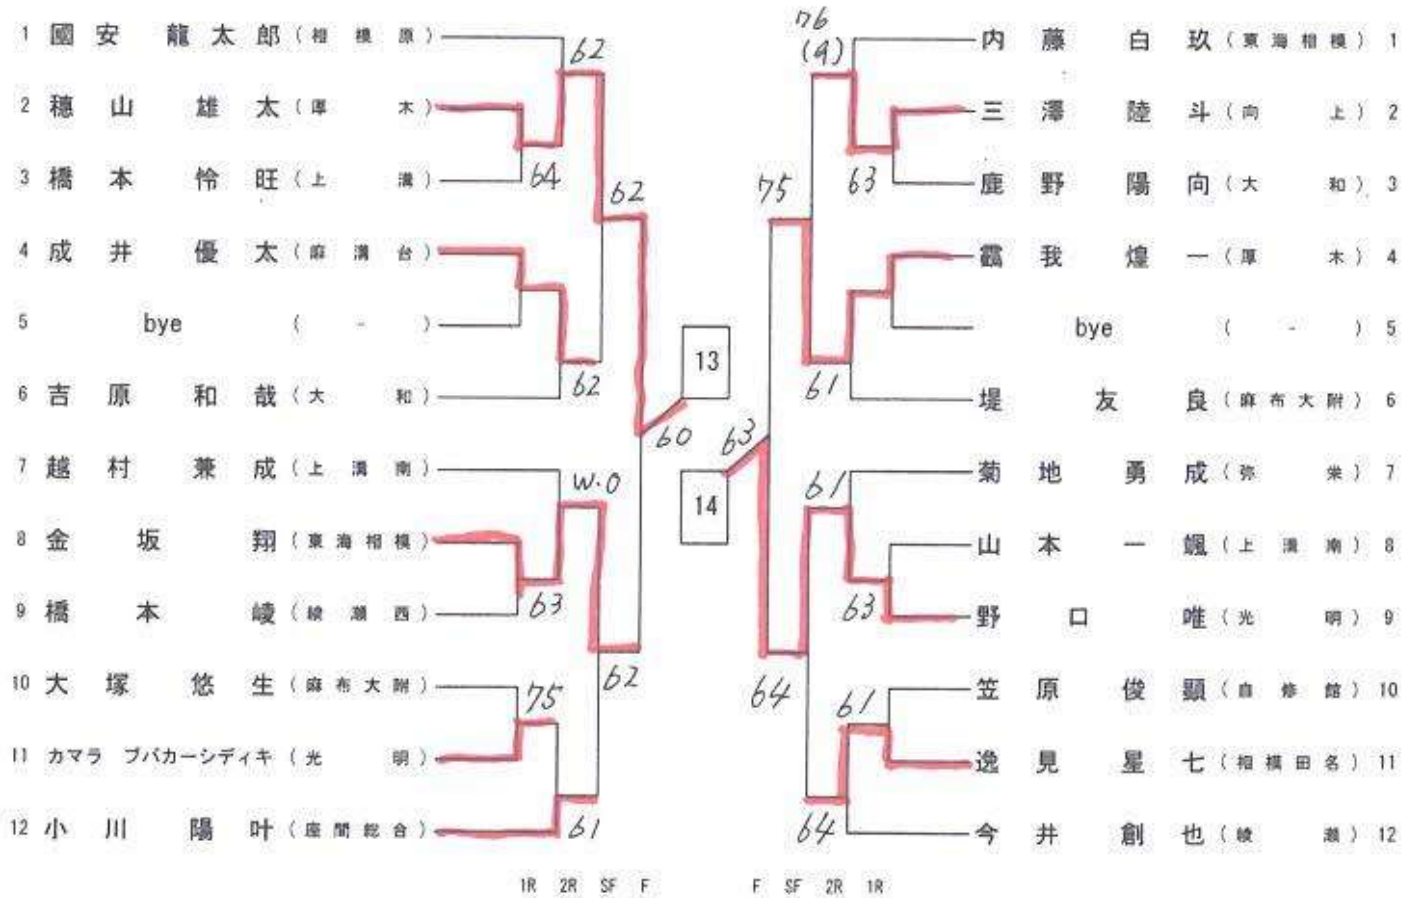 1 國安 龍太郎 (相模原)
62
76
(9)
内藤 白玖 (東海相模) 1
2 穂山 雄太 (厚木)
三澤 陸斗 (向上) 2
3 橋本 怜旺 (上溝)
64
62
75
63
鹿野 陽向 (大和) 3
4 成井 優太 (麻溝台)
靏我 煌一 (厚木) 4
5 bye ( - )
13
bye ( - ) 5
6 吉原 和哉 (大和)
62
61
堤 友良 (麻布大附) 6
60
63
7 越村 兼成 (上溝南)
W.O
14
61
菊地 勇成 (弥栄) 7
8 金坂 翔 (東海相模)
山本 一颯 (上溝南) 8
9 橋本 崚 (綾瀬西)
63
63
野口 唯 (光明) 9
10 大塚 悠生 (麻布大附)
75
62
64
61
笠原 俊顕 (自修館) 10
11 カマラ ブバカーシディキ (光明)
逸見 星七 (相模田名) 11
12 小川 陽叶 (座間総合)
61
64
今井 創也 (綾瀬) 12
1R 2R SF F
F SF 2R 1R